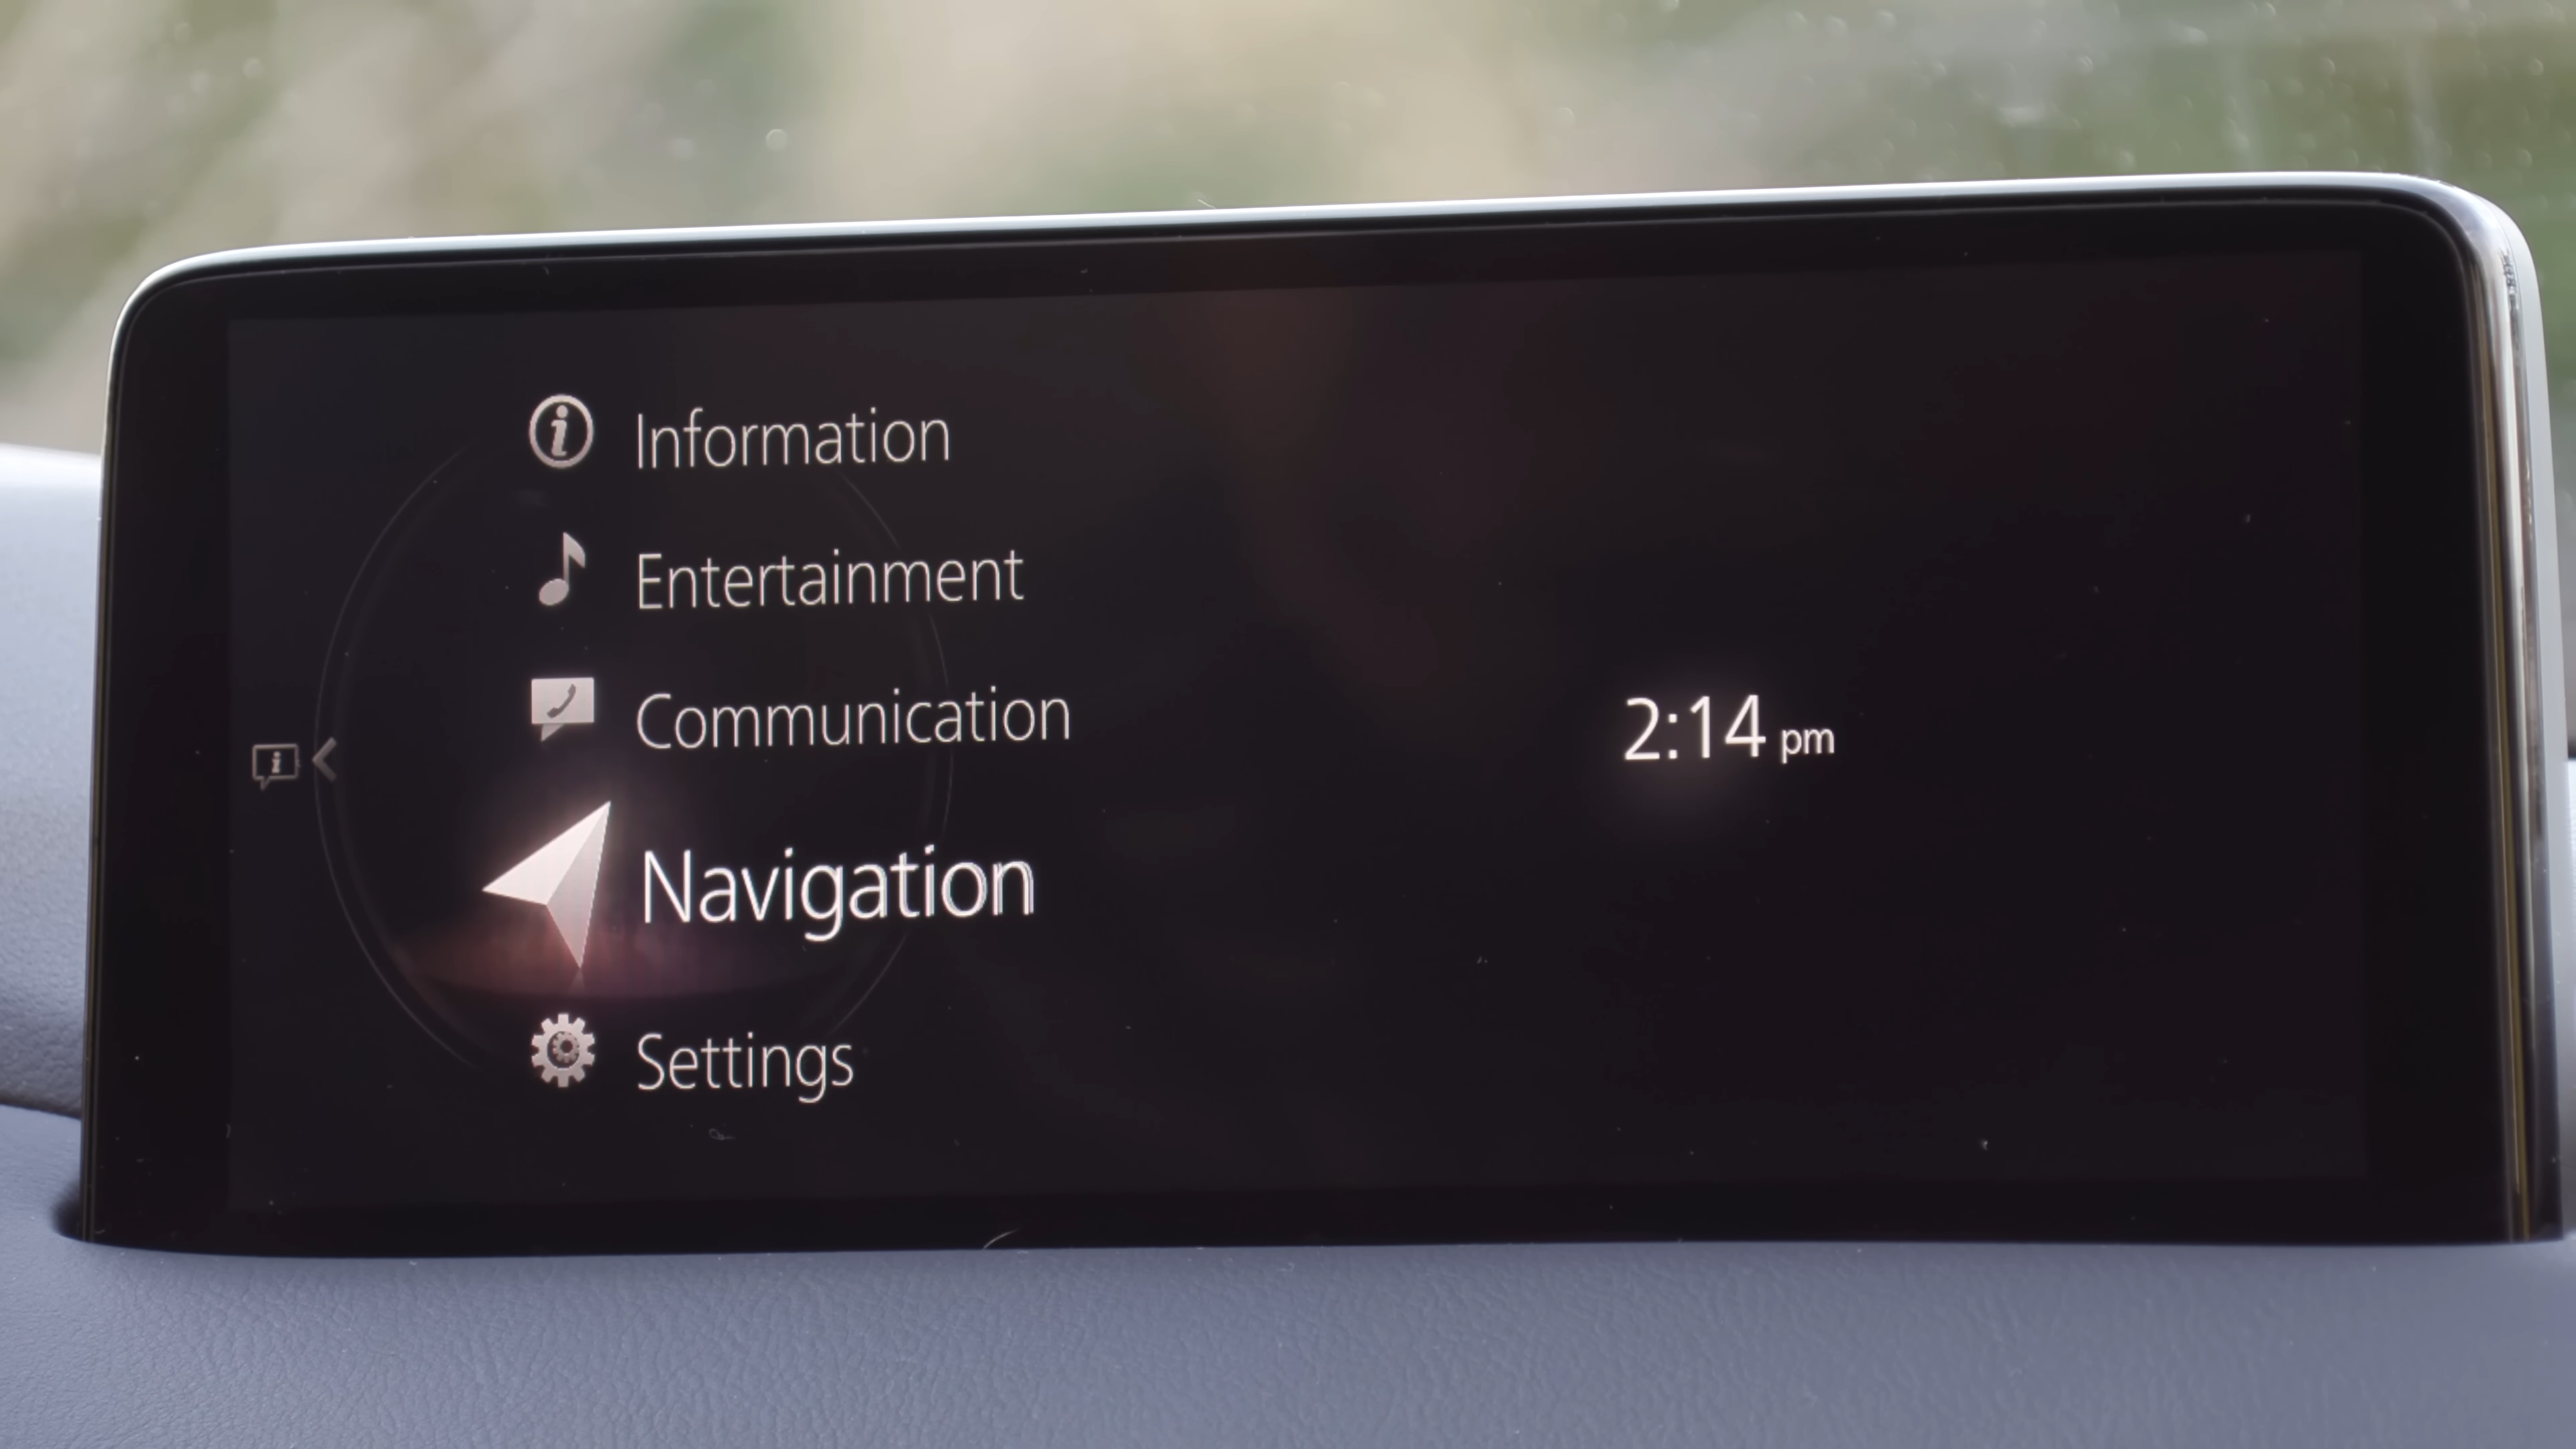 Information
Entertainment
Communication
Navigation
Settings
2:14 pm